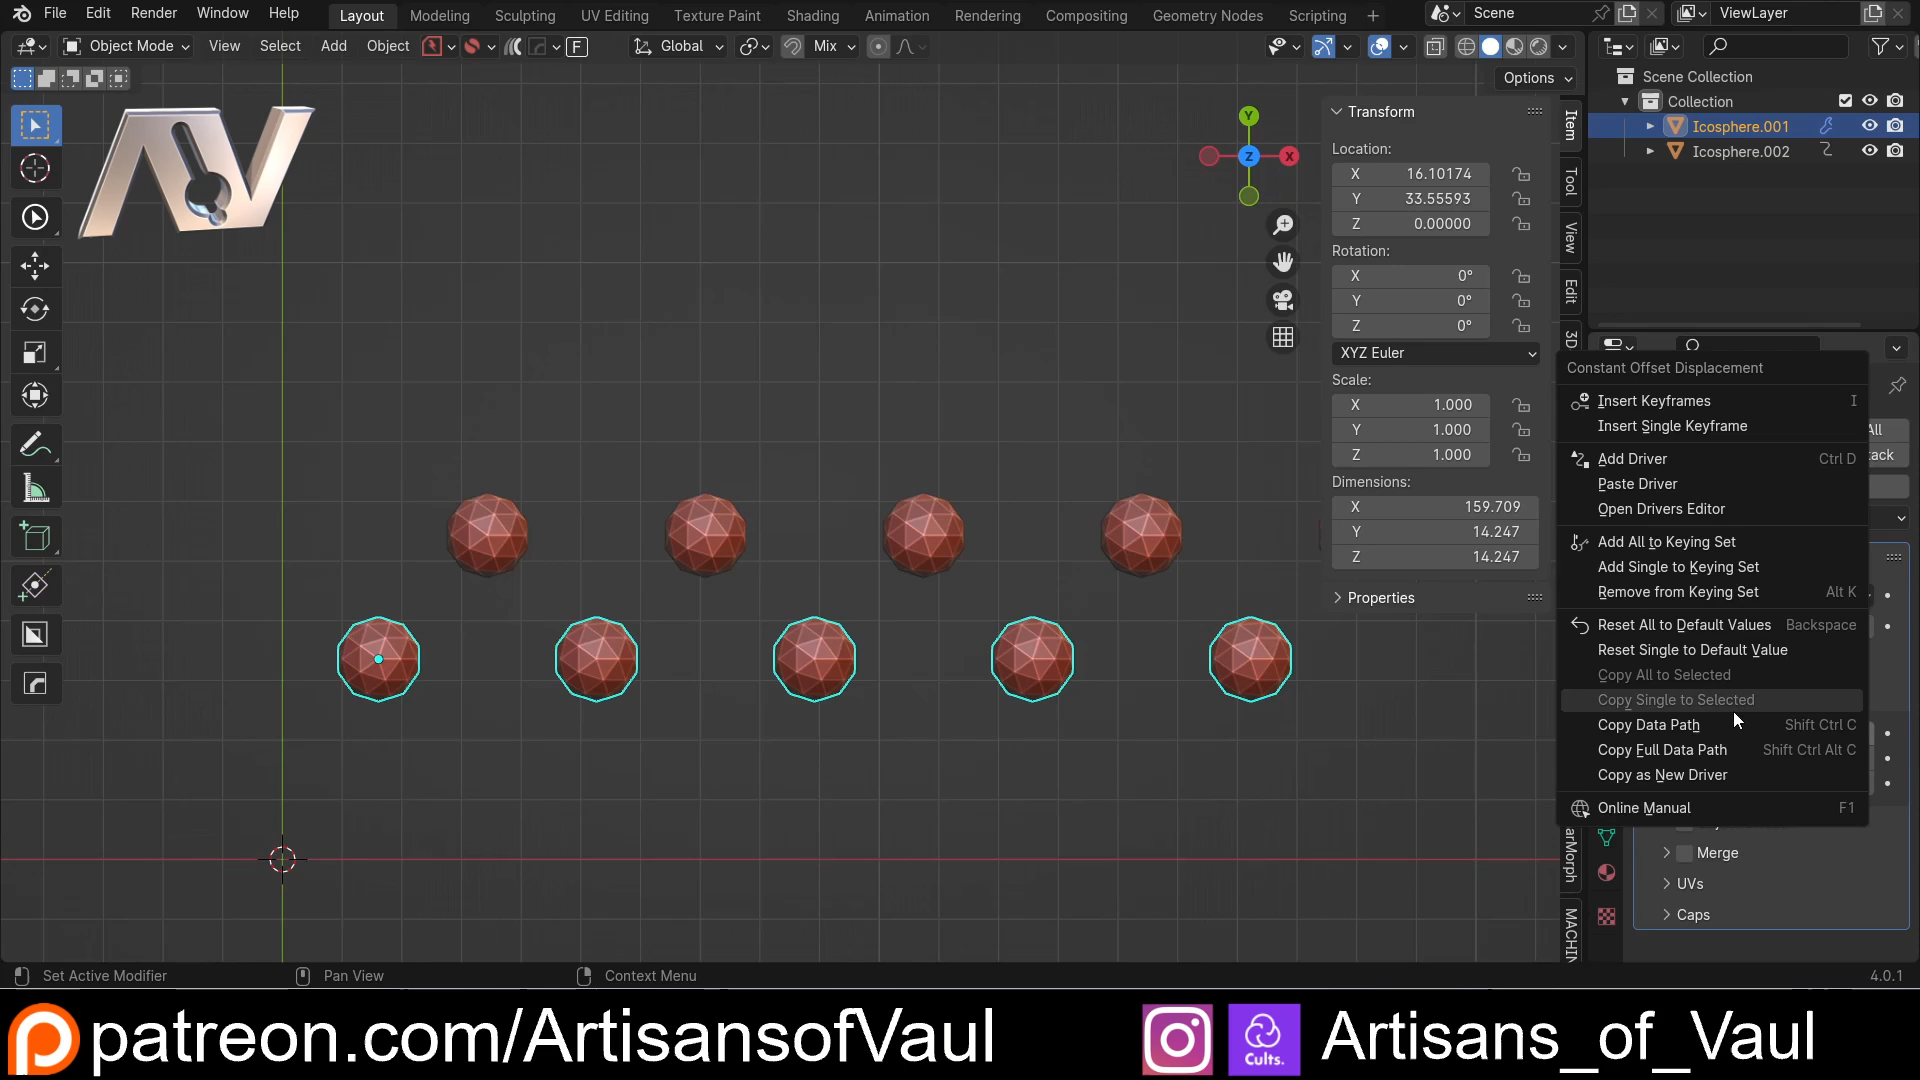 File Edit Render Window Help Layout Modeling Sculpting UV Editing Texture Paint Shading Animation Rendering Compositing Geometry Nodes Scripting + Scene ViewLayer
Object Mode View Select Add Object F Global Mix
Options
Scene Collection
Collection
Icosphere.001
Icosphere.002
Y
Z
X
AV
Transform
Location:
X 16.10174
Y 33.55593
Z 0.00000
Rotation:
X 0°
Y 0°
Z 0°
XYZ Euler
Scale:
X 1.000
Y 1.000
Z 1.000
Dimensions:
X 159.709
Y 14.247
Z 14.247
Properties
Item
Tool
View
Edit
3D
MACHIN
Constant Offset Displacement
Insert Keyframes I
Insert Single Keyframe
Add Driver Ctrl D
Paste Driver
Open Drivers Editor
Add All to Keying Set
Add Single to Keying Set
Remove from Keying Set Alt K
Reset All to Default Values Backspace
Reset Single to Default Value
Copy All to Selected
Copy Single to Selected
Copy Data Path Shift Ctrl C
Copy Full Data Path Shift Ctrl Alt C
Copy as New Driver
Online Manual F1
Merge
UVs
Caps
Set Active Modifier Pan View Context Menu 4.0.1
patreon.com/ArtisansofVaul Cults. Artisans_of_Vaul